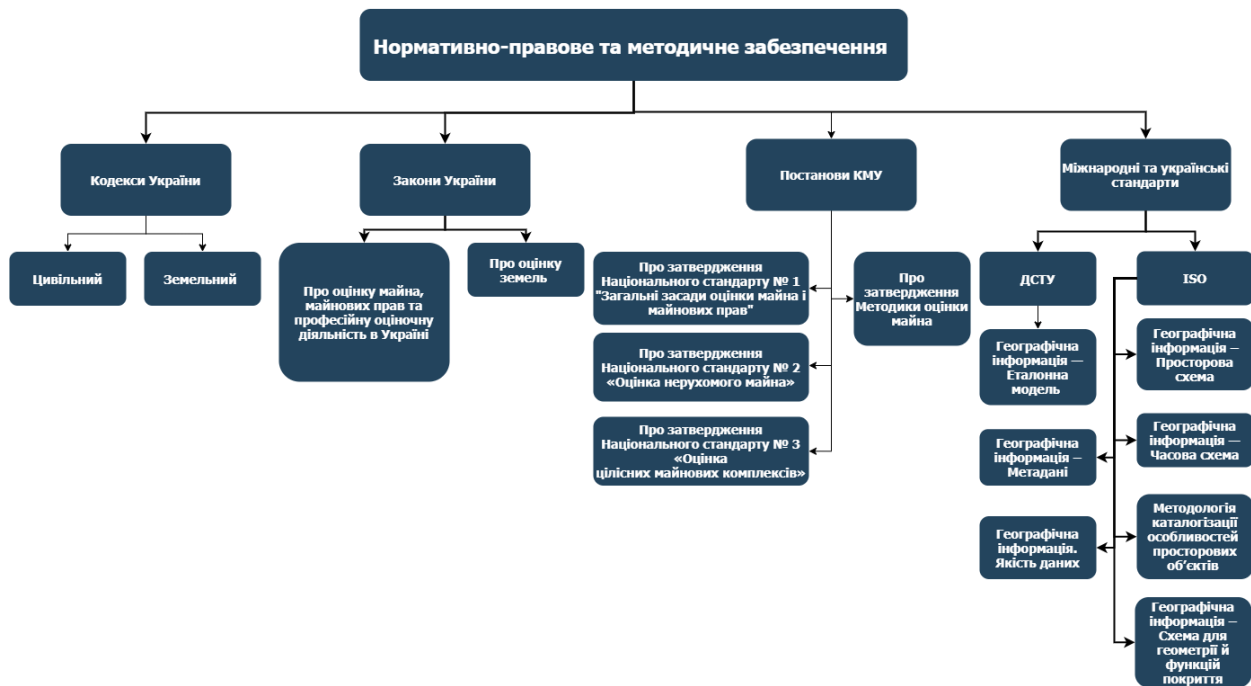 Нормативно-правове та методичне забезпечення
Кодекси України
Закони України
Постанови КМУ
Міжнародні та українські
стандарти
Цивільний
Земельний
Про оцінку майна,
майнових прав та
професійну оціночну
діяльність в Україні
Про оцінку
земель
Про затвердження
Національного стандарту № 1
"Загальні засади оцінки майна і
майнових прав"
Про
затвердження
Методики оцінки
майна
Про затвердження
Національного стандарту № 2
«Оцінка нерухомого майна»
Про затвердження
Національного стандарту № 3
«Оцінка
цілісних майнових комплексів»
ДСТУ
ISO
Географічна
інформація —
Еталонна
модель
Географічна
інформація —
Просторова
схема
Географічна
інформація –
Метадані
Географічна
інформація —
Часова схема
Географічна
інформація.
Якість даних
Методологія
каталогізації
особливостей
просторових
об’єктів
Географічна
інформація —
Схема для
геометрії й
функцій
покриття